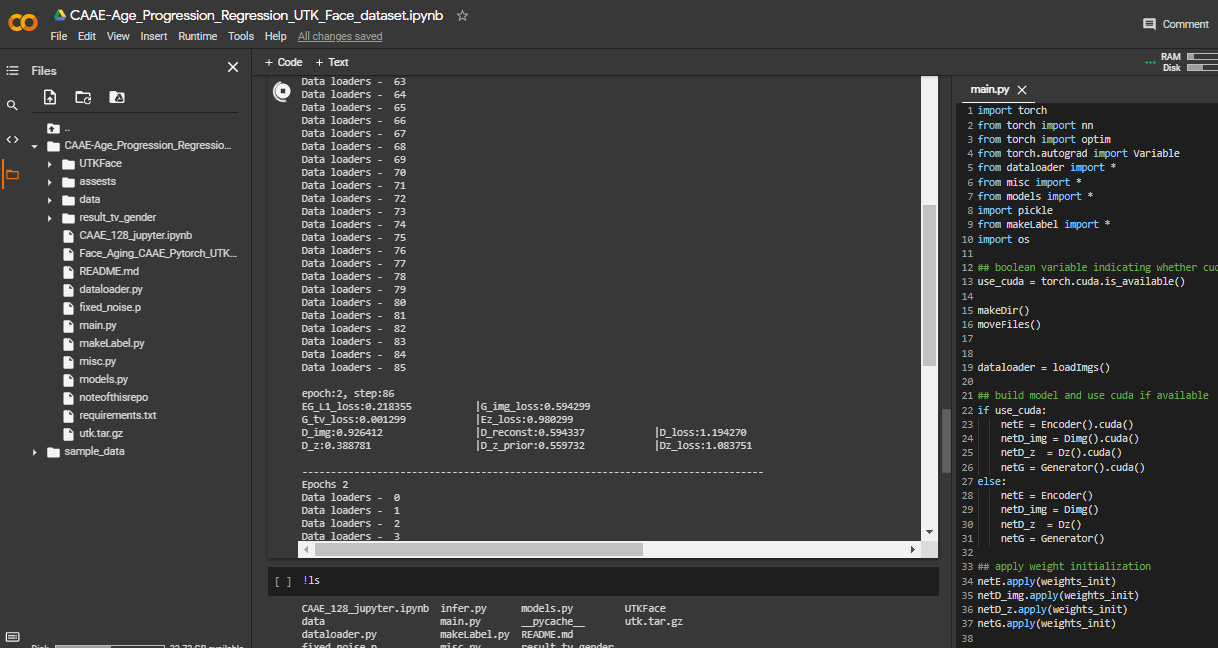 CAAE-Age_Progression_Regression_UTK_Face_dataset.ipynb
File Edit View Insert Runtime Tools Help All changes saved
Comment
Files
+ Code + Text
RAM
Disk
..
CAAE-Age_Progression_Regressio...
UTKFace
assests
data
result_tv_gender
CAAE_128_jupyter.ipynb
Face_Aging_CAAE_Pytorch_UTK...
README.md
dataloader.py
fixed_noise.p
main.py
makeLabel.py
misc.py
models.py
noteofthisrepo
requirements.txt
utk.tar.gz
sample_data
Disk
Data loaders - 63
Data loaders - 64
Data loaders - 65
Data loaders - 66
Data loaders - 67
Data loaders - 68
Data loaders - 69
Data loaders - 70
Data loaders - 71
Data loaders - 72
Data loaders - 73
Data loaders - 74
Data loaders - 75
Data loaders - 76
Data loaders - 77
Data loaders - 78
Data loaders - 79
Data loaders - 80
Data loaders - 81
Data loaders - 82
Data loaders - 83
Data loaders - 84
Data loaders - 85
epoch:2, step:86
EG_L1_loss:0.218355 |G_img_loss:0.594299
G_tv_loss:0.001299 |Ez_loss:0.980299
D_img:0.926412 |D_reconst:0.594337 |D_loss:1.194270
D_z:0.388781 |D_z_prior:0.559732 |Dz_loss:1.083751
--------------------------------------------------------------------------------
Epochs 2
Data loaders - 0
Data loaders - 1
Data loaders - 2
Data loaders - 3
[ ] !ls
CAAE_128_jupyter.ipynb infer.py models.py UTKFace
data main.py __pycache__ utk.tar.gz
dataloader.py makeLabel.py README.md
fixed_noise.p misc.py result_tv_gender
main.py
1 import torch
2 from torch import nn
3 from torch import optim
4 from torch.autograd import Variable
5 from dataloader import *
6 from misc import *
7 from models import *
8 import pickle
9 from makeLabel import *
10 import os
11
12 ## boolean variable indicating whether
13 use_cuda = torch.cuda.is_available()
14
15 makeDir()
16 moveFiles()
17
18
19 dataloader = loadImgs()
20
21 ## build model and use cuda if available
22 if use_cuda:
23 netE = Encoder().cuda()
24 netD_img = Dimg().cuda()
25 netD_z = Dz().cuda()
26 netG = Generator().cuda()
27 else:
28 netE = Encoder()
29 netD_img = Dimg()
30 netD_z = Dz()
31 netG = Generator()
32
33 ## apply weight initialization
34 netE.apply(weights_init)
35 netD_img.apply(weights_init)
36 netD_z.apply(weights_init)
37 netG.apply(weights_init)
38